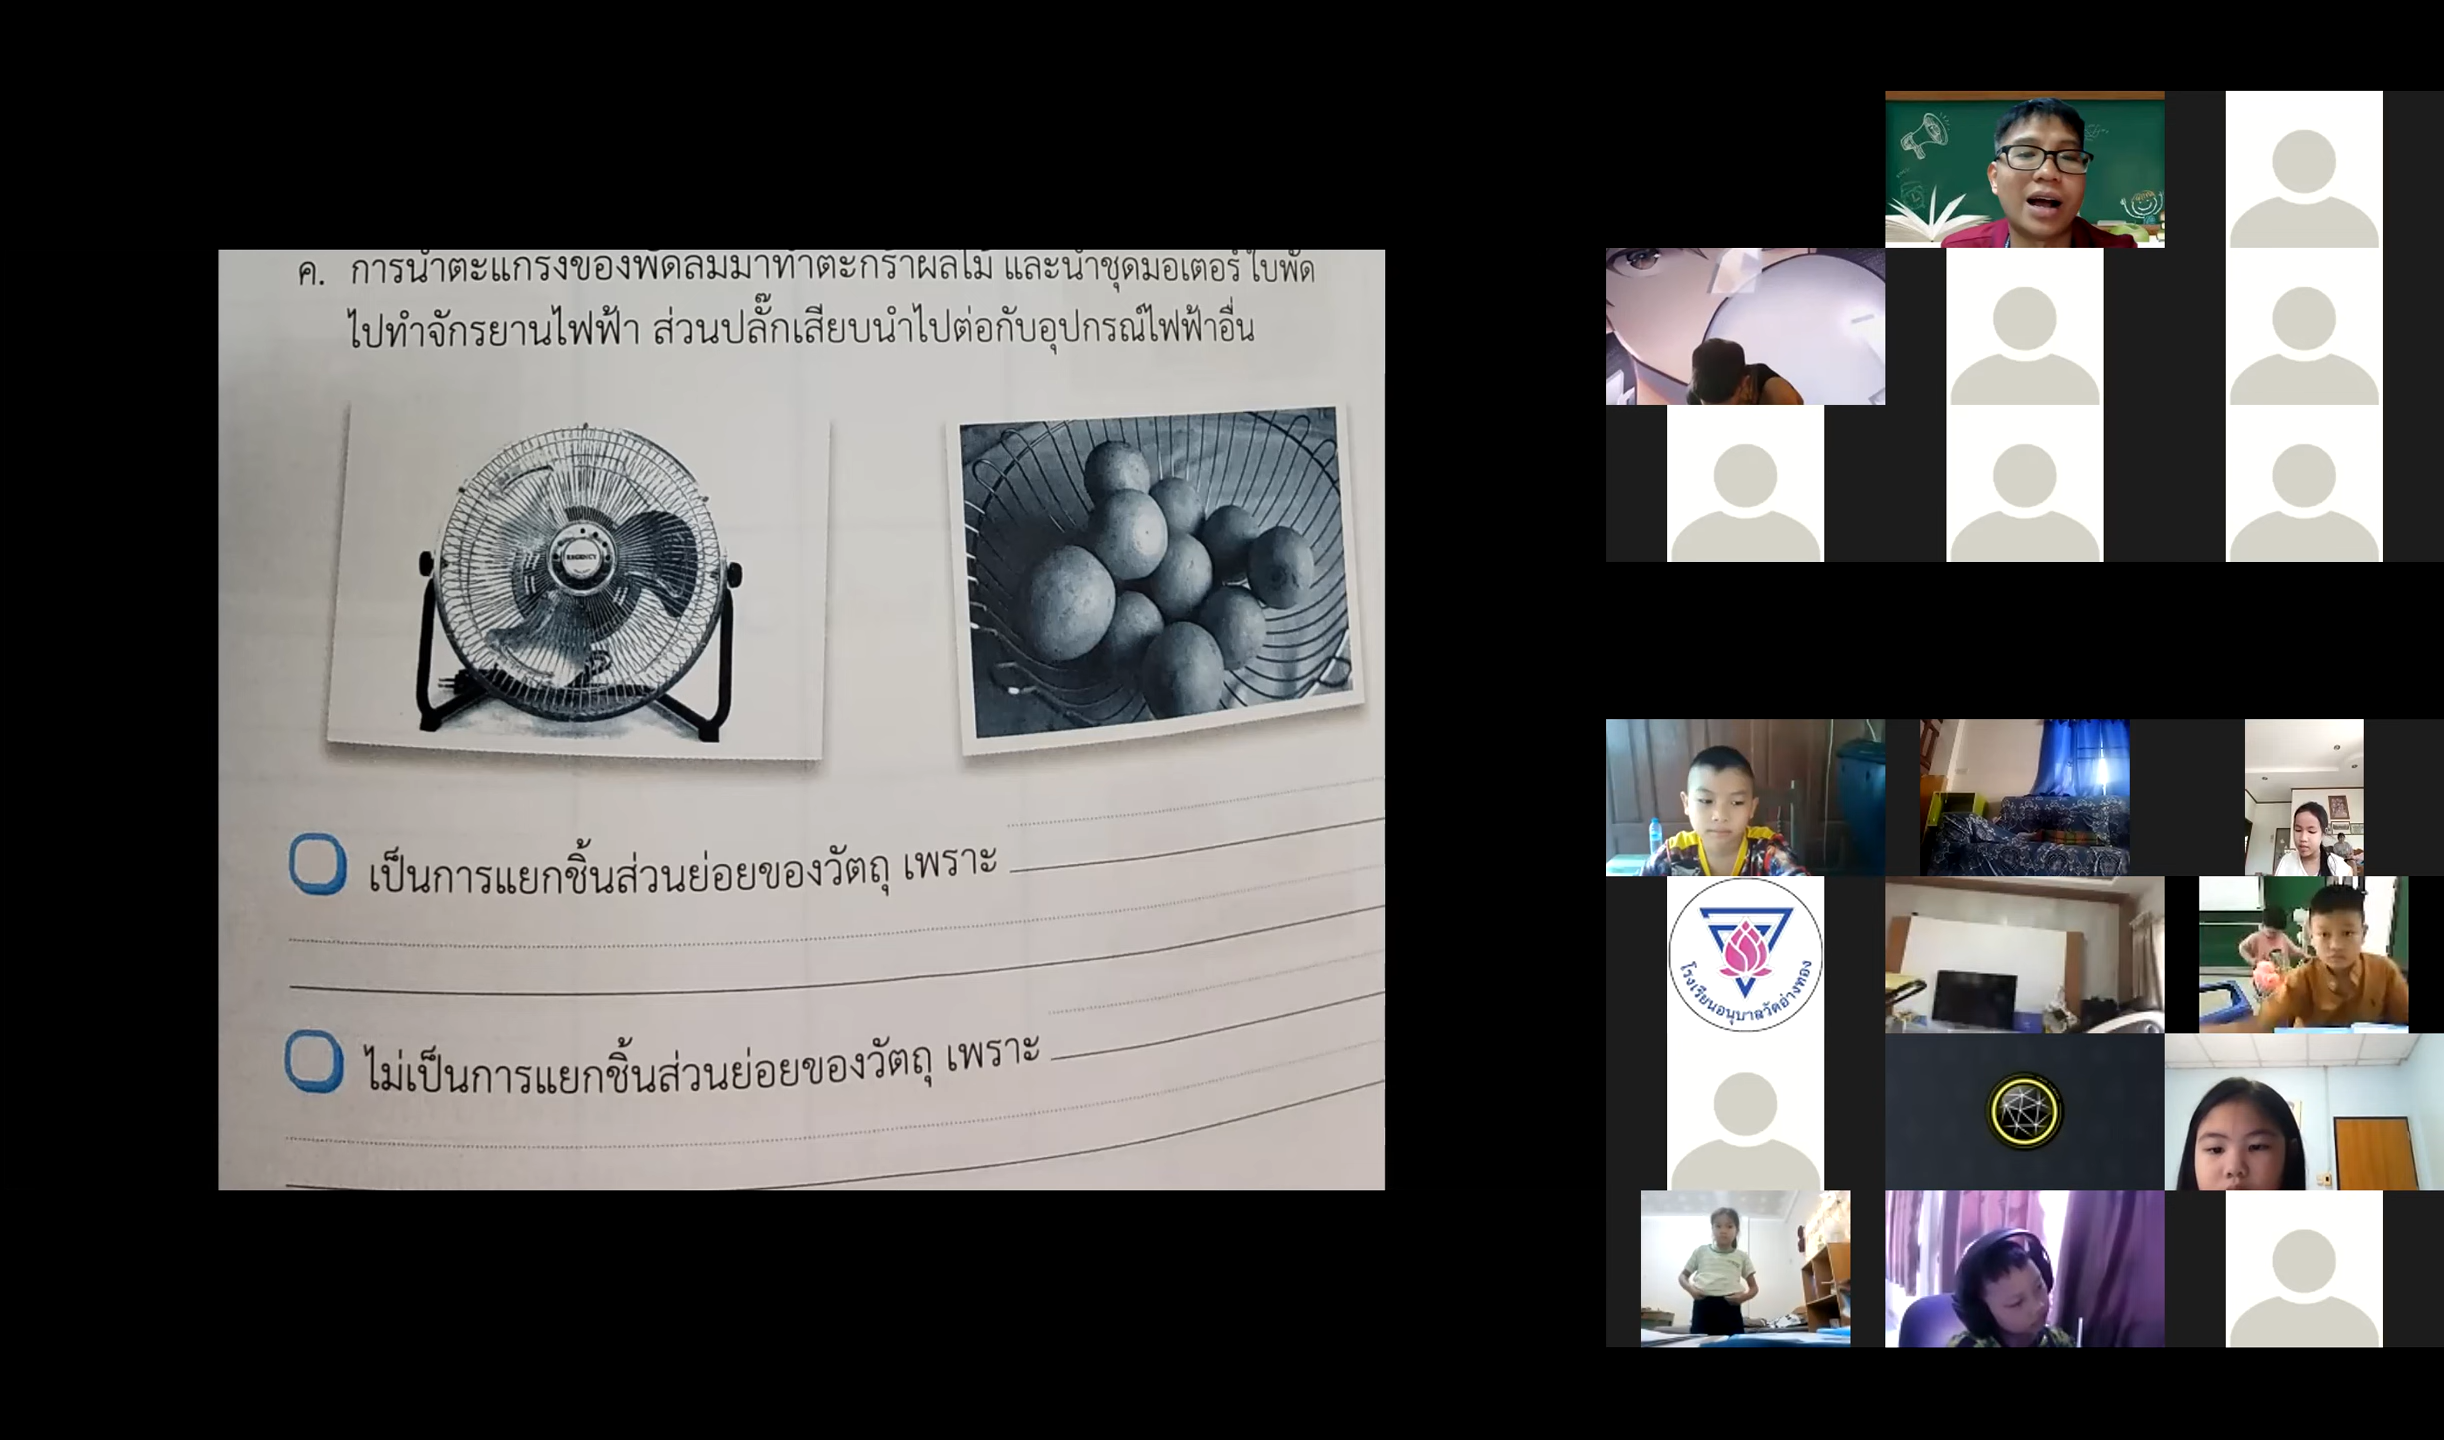 ค. การนำตะแกรงของพัดลมมาทำตะกร้าผลไม้ และนำชุดมอเตอร์ ใบพัด
ไปทำจักรยานไฟฟ้า ส่วนปลั๊กเสียบนำไปต่อกับอุปกรณ์ไฟฟ้าอื่น
REGENCY
เป็นการแยกชิ้นส่วนย่อยของวัตถุ เพราะ
ไม่เป็นการแยกชิ้นส่วนย่อยของวัตถุ เพราะ
โรงเรียนอนุบาลวัดอ่างทอง